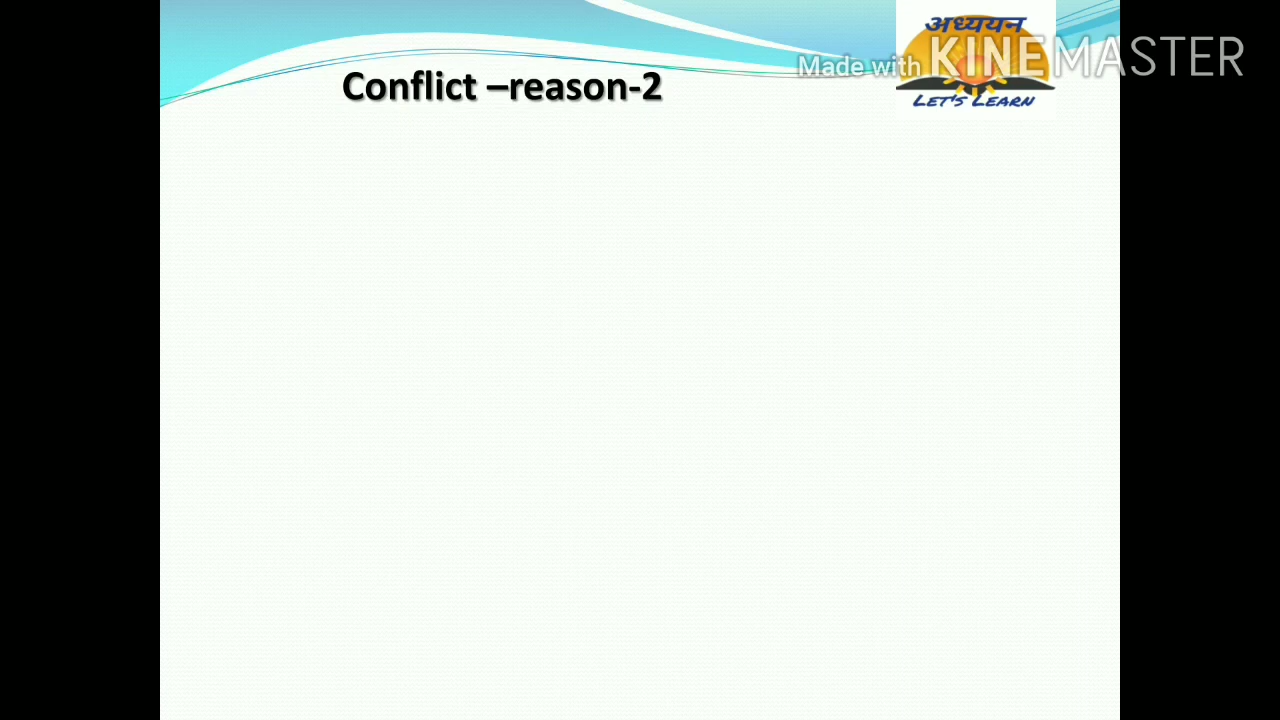 अध्ययन
Made with KINEMASTER
Conflict –reason-2
LET'S LEARN